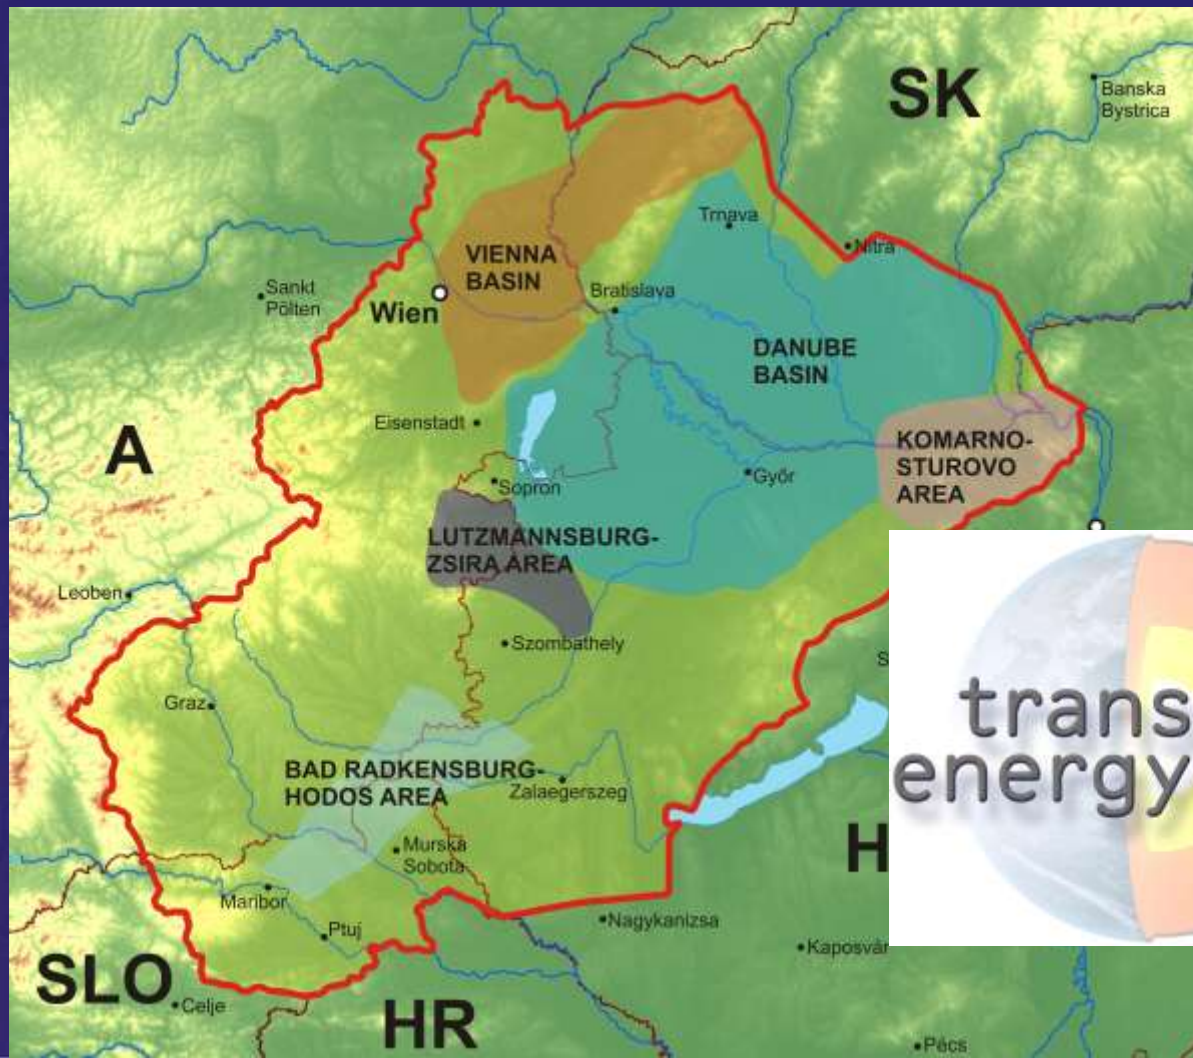 SK
Banska
Bystrica
Trnava
Nitra
VIENNA
BASIN
Sankt
Pölten
Wien
Bratislava
DANUBE
BASIN
Eisenstadt
A
KOMARNO-
STUROVO
AREA
Sopron
Győr
LUTZMANNSBURG-
ZSIRA AREA
Leoben
Szombathely
S
Graz
trans
energy
BAD RADKENSBURG-
HODOS AREA
Zalaegerszeg
Murska
Sobota
H
Maribor
Ptuj
Nagykanizsa
Kaposvár
SLO
Celje
HR
Pécs